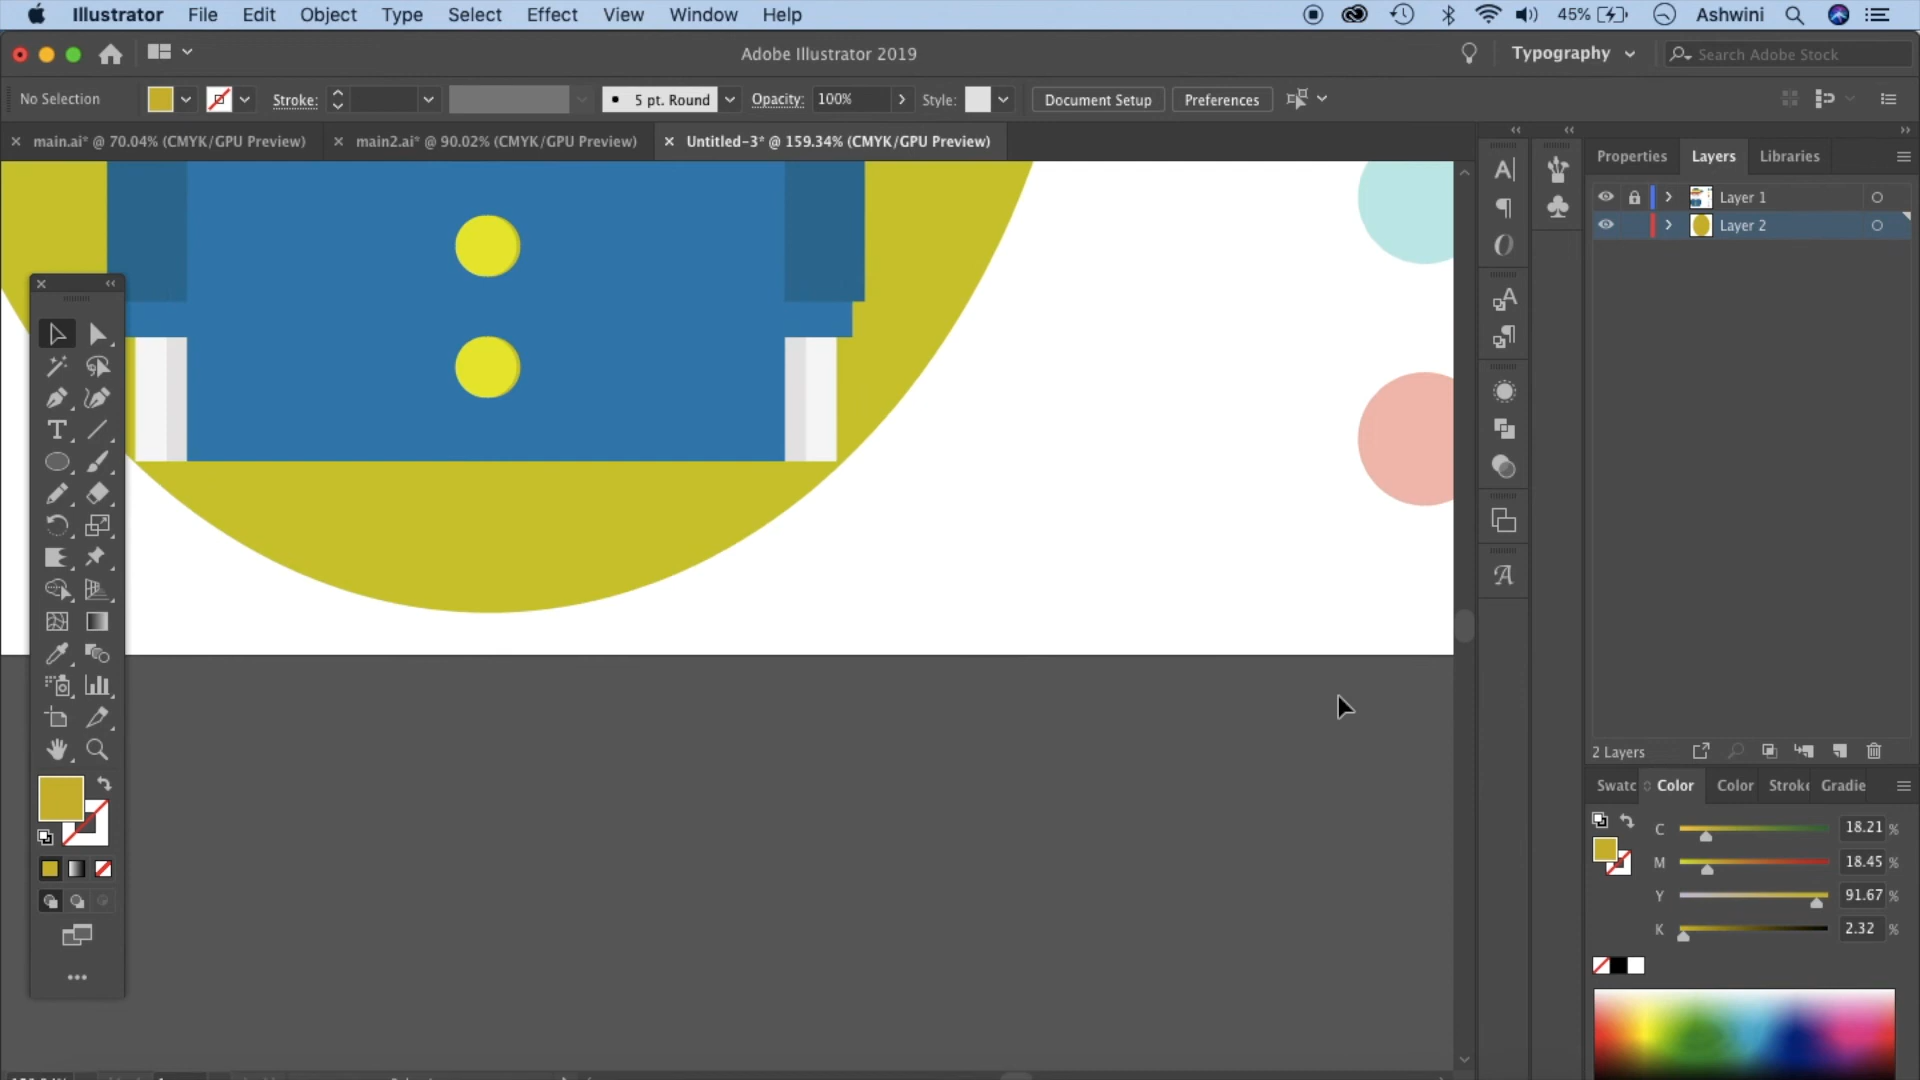 Illustrator File Edit Object Type Select Effect View Window Help 45% Ashwini
Adobe Illustrator 2019 Typography Search Adobe Stock
No Selection Stroke: 5 pt. Round Opacity: 100% Style: Document Setup Preferences
main.ai* @ 70.04% (CMYK/GPU Preview) main2.ai* @ 90.02% (CMYK/GPU Preview) Untitled-3* @ 159.34% (CMYK/GPU Preview)
Properties Layers Libraries
Layer 1
Layer 2
2 Layers
Swatc Color Color Stroke Gradie
C 18.21 %
M 18.45 %
Y 91.67 %
K 2.32 %